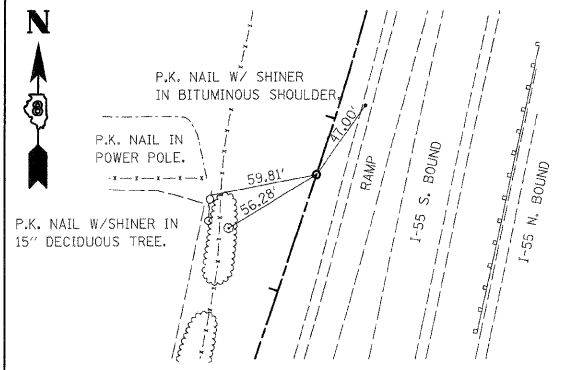 N
8
P.K. NAIL W/ SHINER
IN BITUMINOUS SHOULDER.
47.00'
P.K. NAIL IN
POWER POLE.
59.81'
56.28'
RAMP
I-55 S. BOUND
I-55 N. BOUND
P.K. NAIL W/SHINER IN
15" DECIDUOUS TREE.